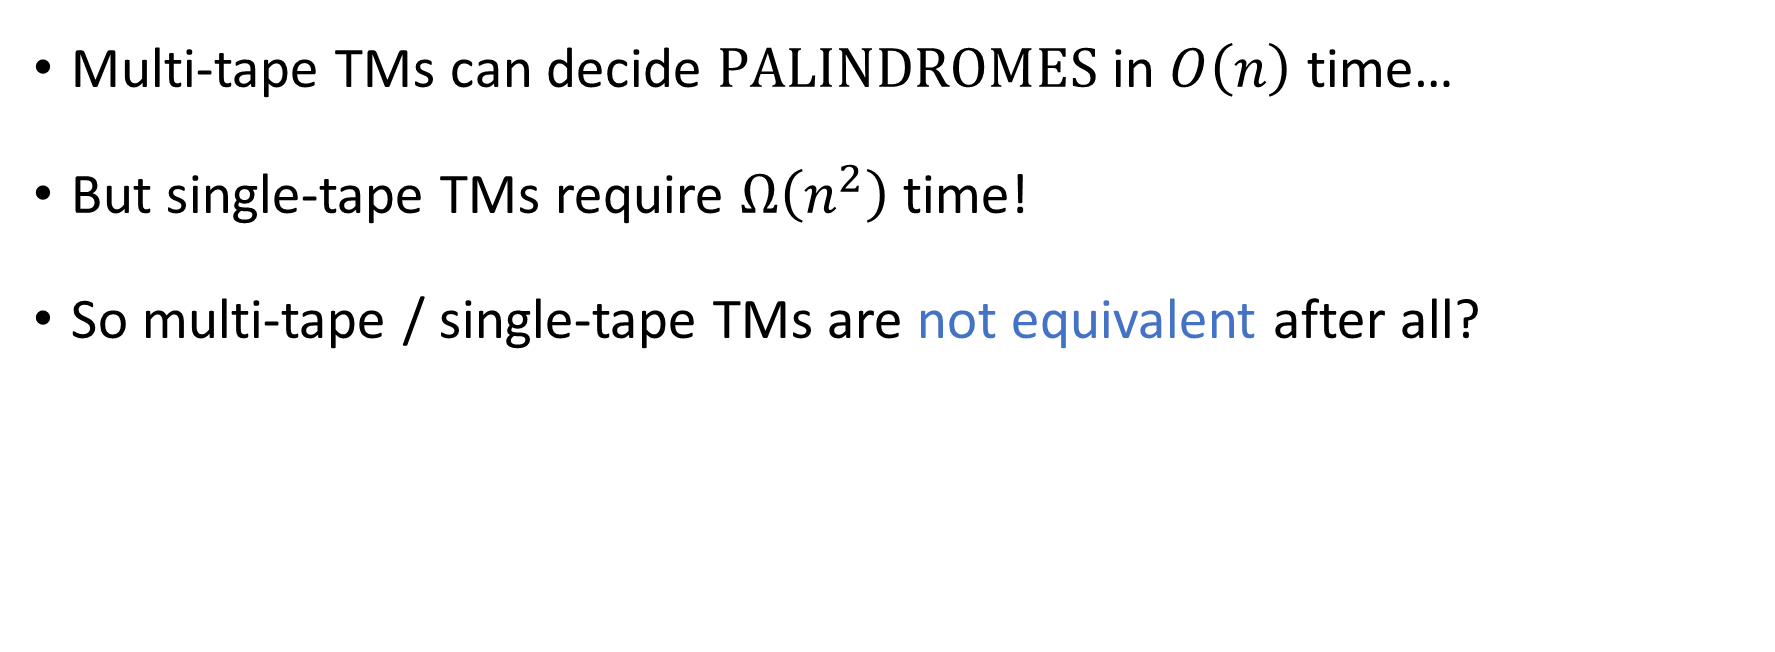 • Multi-tape TMs can decide PALINDROMES in 𝑂(𝑛) time…
• But single-tape TMs require Ω(𝑛²) time!
• So multi-tape / single-tape TMs are not equivalent after all?